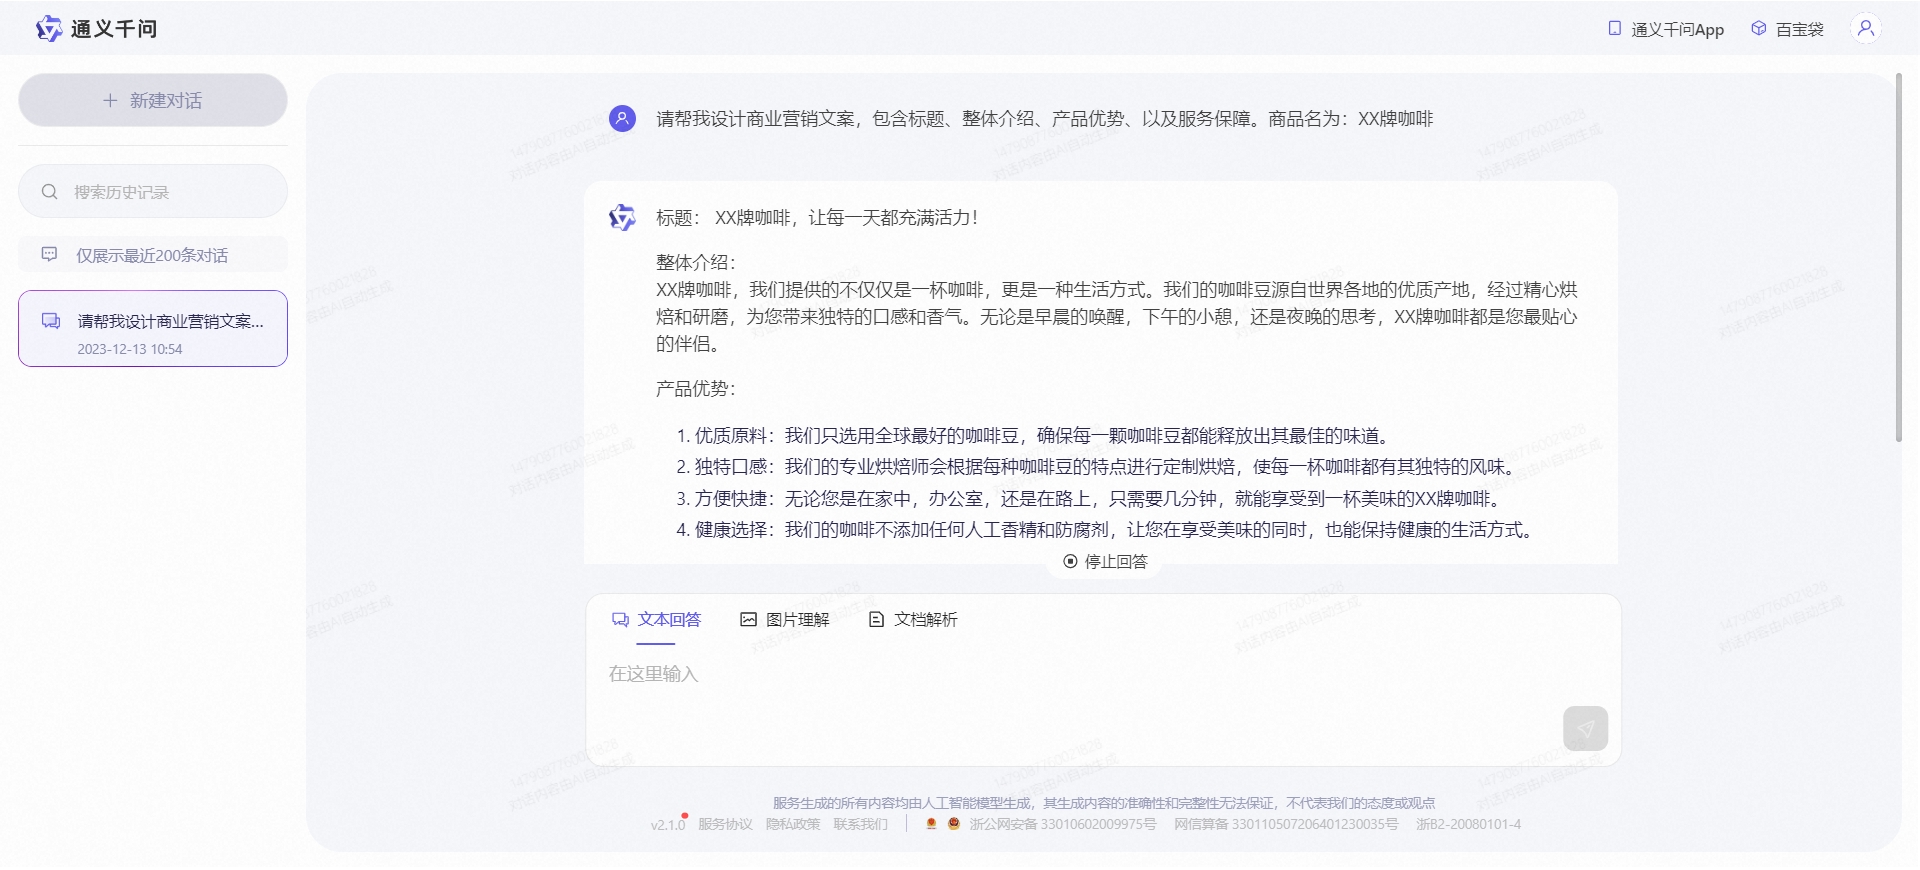 通义千问
通义千问App
百宝袋
新建对话
搜索历史记录
仅展示最近200条对话
请帮我设计商业营销文案...
2023-12-13 10:54
请帮我设计商业营销文案，包含标题、整体介绍、产品优势、以及服务保障。商品名为：XX牌咖啡
标题： XX牌咖啡，让每一天都充满活力！
整体介绍：
XX牌咖啡，我们提供的不仅仅是一杯咖啡，更是一种生活方式。我们的咖啡豆源自世界各地的优质产地，经过精心烘
焙和研磨，为您带来独特的口感和香气。无论是早晨的唤醒，下午的小憩，还是夜晚的思考，XX牌咖啡都是您最贴心
的伴侣。
产品优势：
1. 优质原料：我们只选用全球最好的咖啡豆，确保每一颗咖啡豆都能释放出其最佳的味道。
2. 独特口感：我们的专业烘焙师会根据每种咖啡豆的特点进行定制烘焙，使每一杯咖啡都有其独特的风味。
3. 方便快捷：无论您是在家中，办公室，还是在路上，只需要几分钟，就能享受到一杯美味的XX牌咖啡。
4. 健康选择：我们的咖啡不添加任何人工香精和防腐剂，让您在享受美味的同时，也能保持健康的生活方式。
停止回答
文本回答
图片理解
文档解析
在这里输入
服务生成的所有内容均由人工智能模型生成，其生成内容的准确性和完整性无法保证，不代表我们的态度或观点
v2.1.0 服务协议 隐私政策 联系我们 浙公网安备 33010602009975号 网信算备 330110507206401230035号 浙B2-20080101-4